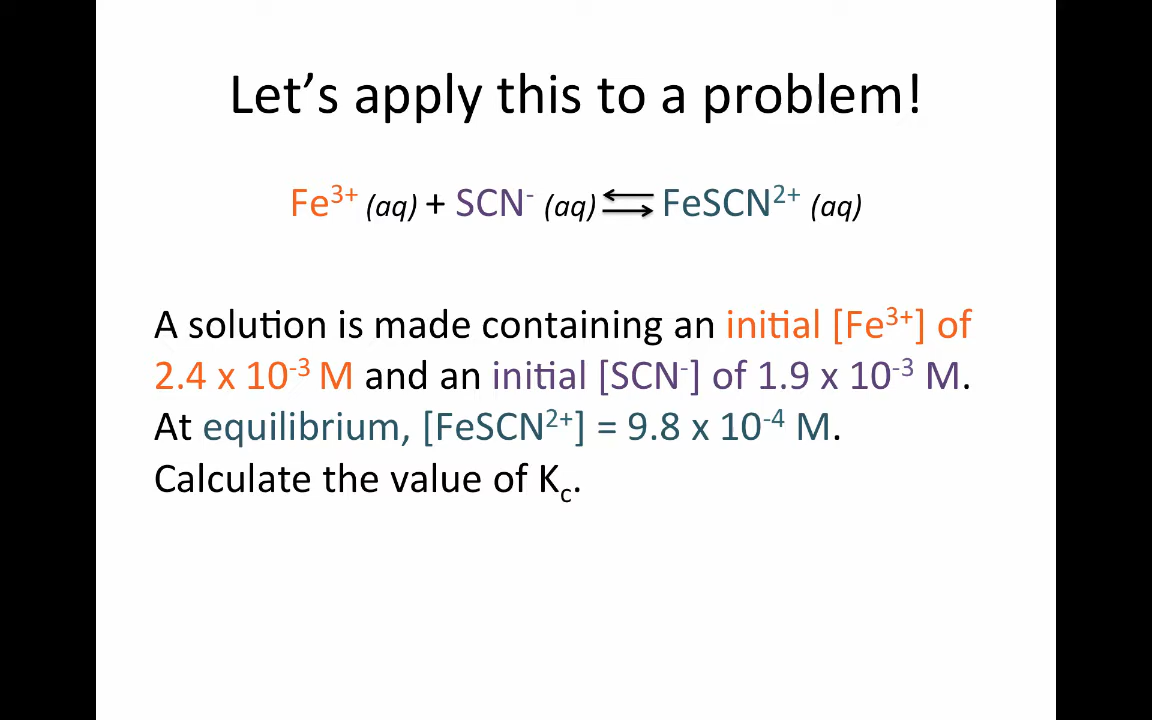 Let's apply this to a problem!
Fe³⁺ (aq) + SCN⁻ (aq) ⇆ FeSCN²⁺ (aq)
A solution is made containing an initial [Fe³⁺] of
2.4 x 10⁻³ M and an initial [SCN⁻] of 1.9 x 10⁻³ M.
At equilibrium, [FeSCN²⁺] = 9.8 x 10⁻⁴ M.
Calculate the value of K꜀.